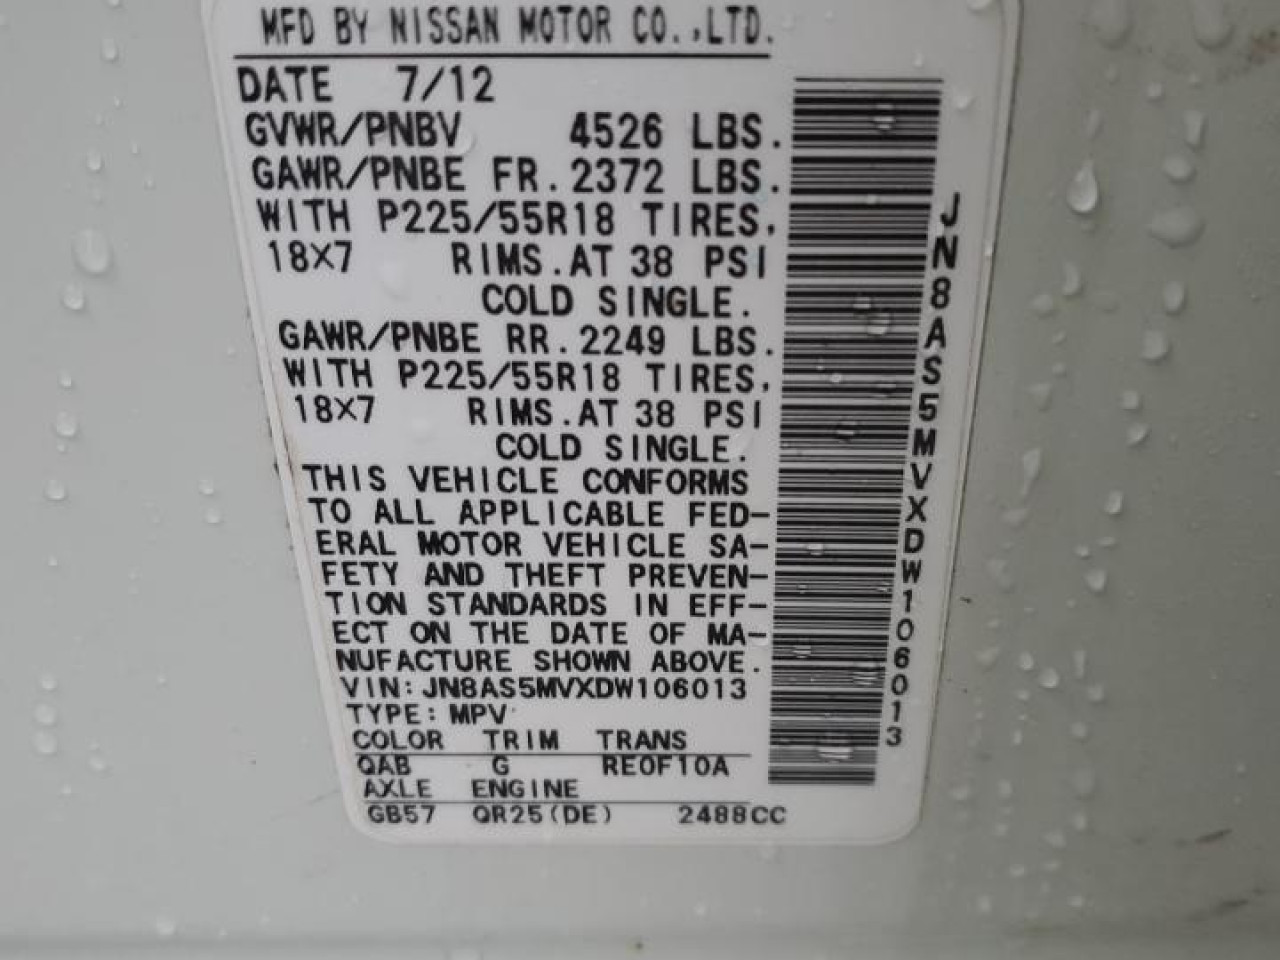 MFD BY NISSAN MOTOR CO.,LTD.
DATE 7/12
GVWR/PNBV 4526 LBS.
GAWR/PNBE FR.2372 LBS.
WITH P225/55R18 TIRES,
18X7 RIMS.AT 38 PSI
COLD SINGLE.
GAWR/PNBE RR.2249 LBS.
WITH P225/55R18 TIRES,
18X7 RIMS.AT 38 PSI
COLD SINGLE.
THIS VEHICLE CONFORMS
TO ALL APPLICABLE FED-
ERAL MOTOR VEHICLE SA-
FETY AND THEFT PREVEN-
TION STANDARDS IN EFF-
ECT ON THE DATE OF MA-
NUFACTURE SHOWN ABOVE.
VIN:JN8AS5MVXDW106013
TYPE:MPV
COLOR TRIM TRANS
QAB G RE0F10A
AXLE ENGINE
GB57 QR25(DE) 2488CC
JN8AS5MVXDW106013